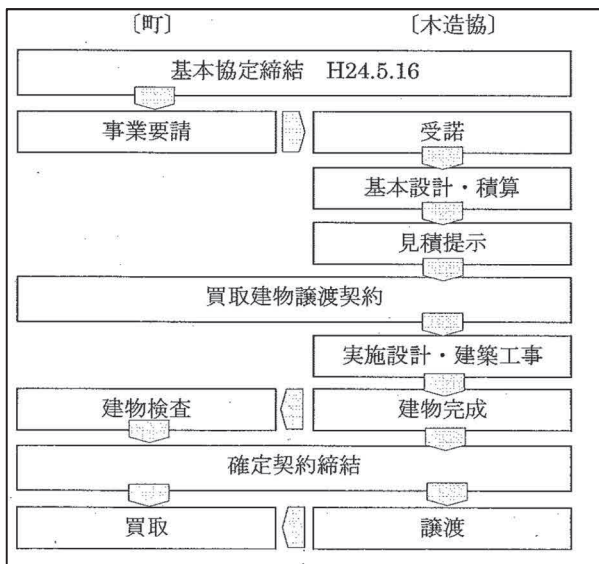 〔町〕 〔木造協〕
基本協定締結 H24.5.16
事業要請 受諾
基本設計・積算
見積提示
買取建物譲渡契約
実施設計・建築工事
建物検査 建物完成
確定契約締結
買取 譲渡